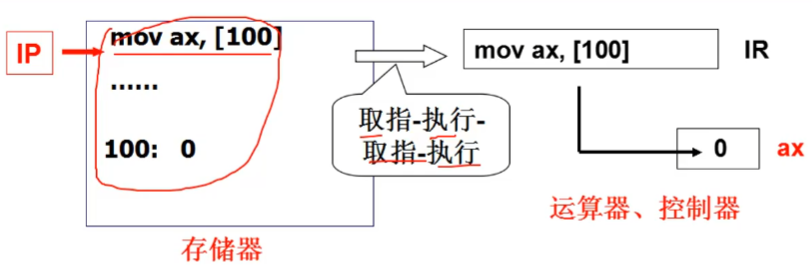 IP
mov ax, [100]
......
100: 0
存储器
取指-执行-
取指-执行
mov ax, [100]
IR
0
ax
运算器、控制器